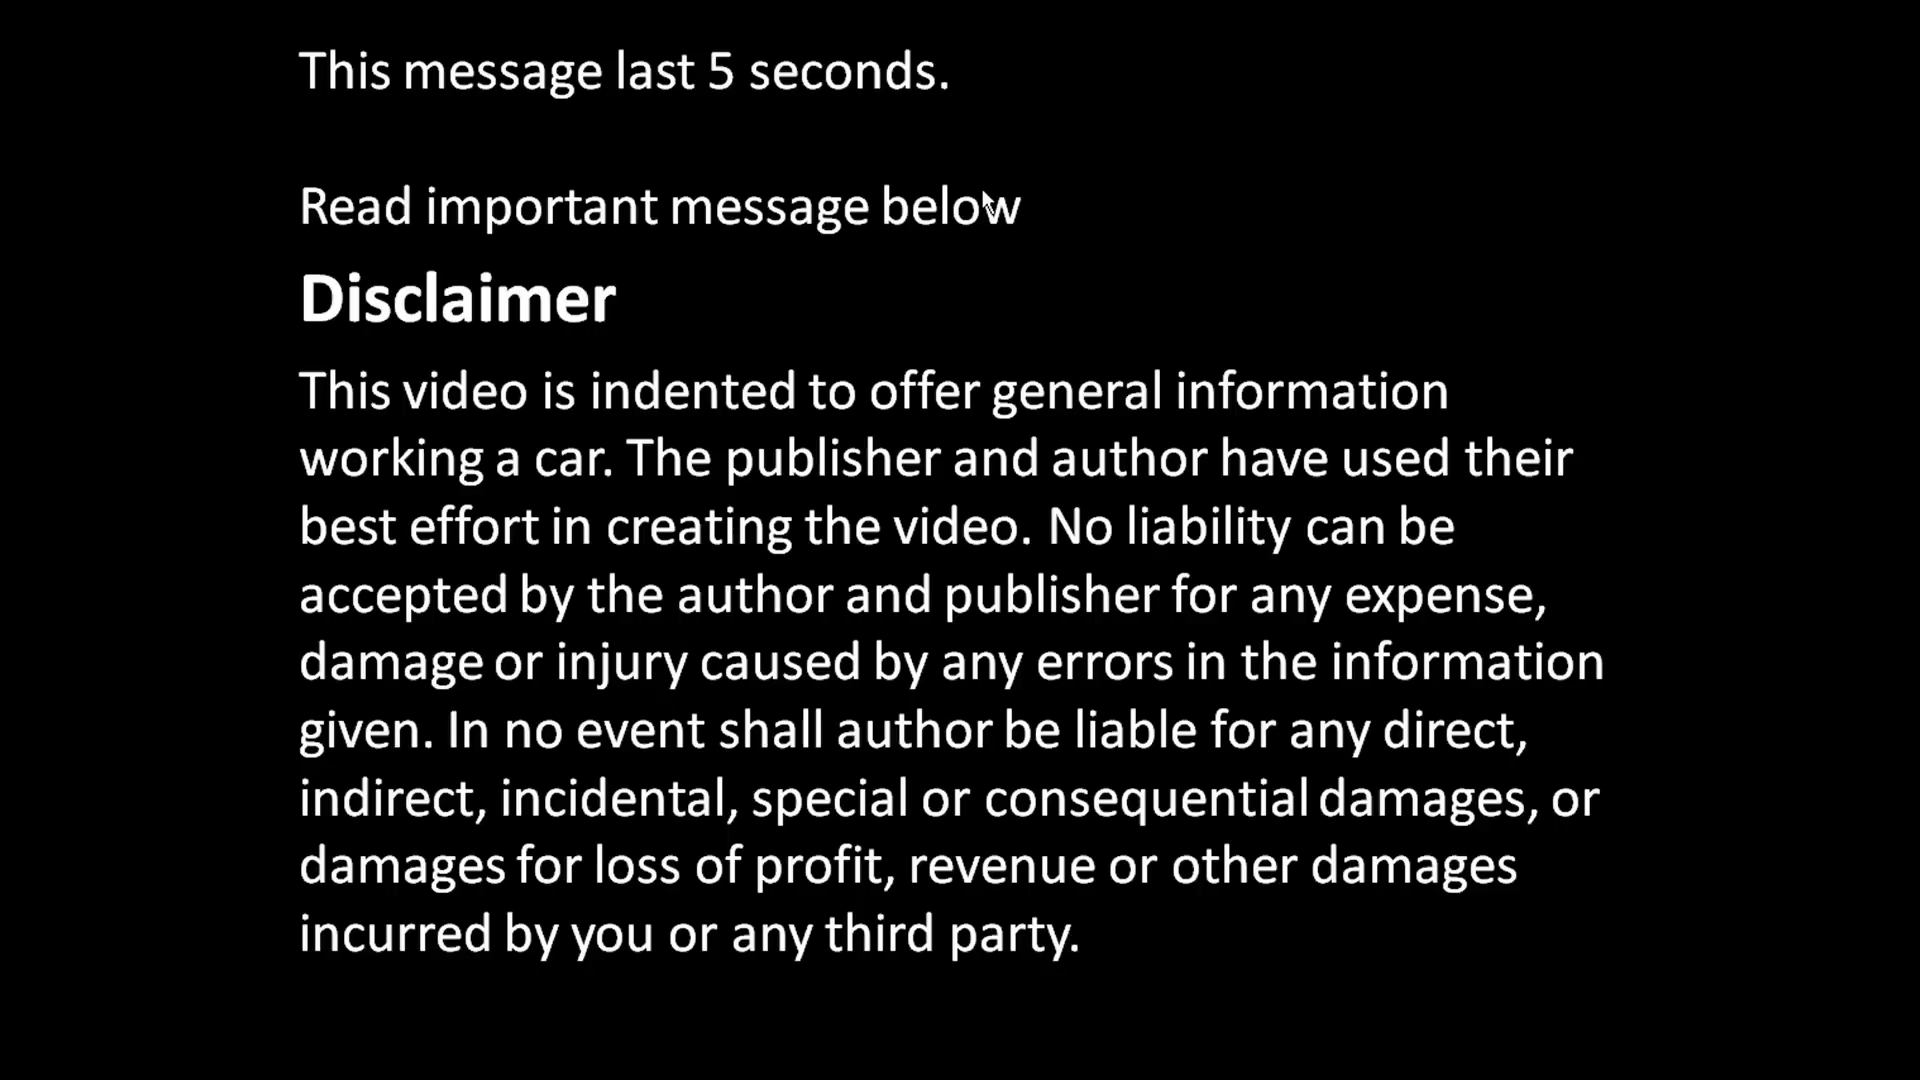 This message last 5 seconds.
Read important message below
Disclaimer
This video is indented to offer general information
working a car. The publisher and author have used their
best effort in creating the video. No liability can be
accepted by the author and publisher for any expense,
damage or injury caused by any errors in the information
given. In no event shall author be liable for any direct,
indirect, incidental, special or consequential damages, or
damages for loss of profit, revenue or other damages
incurred by you or any third party.